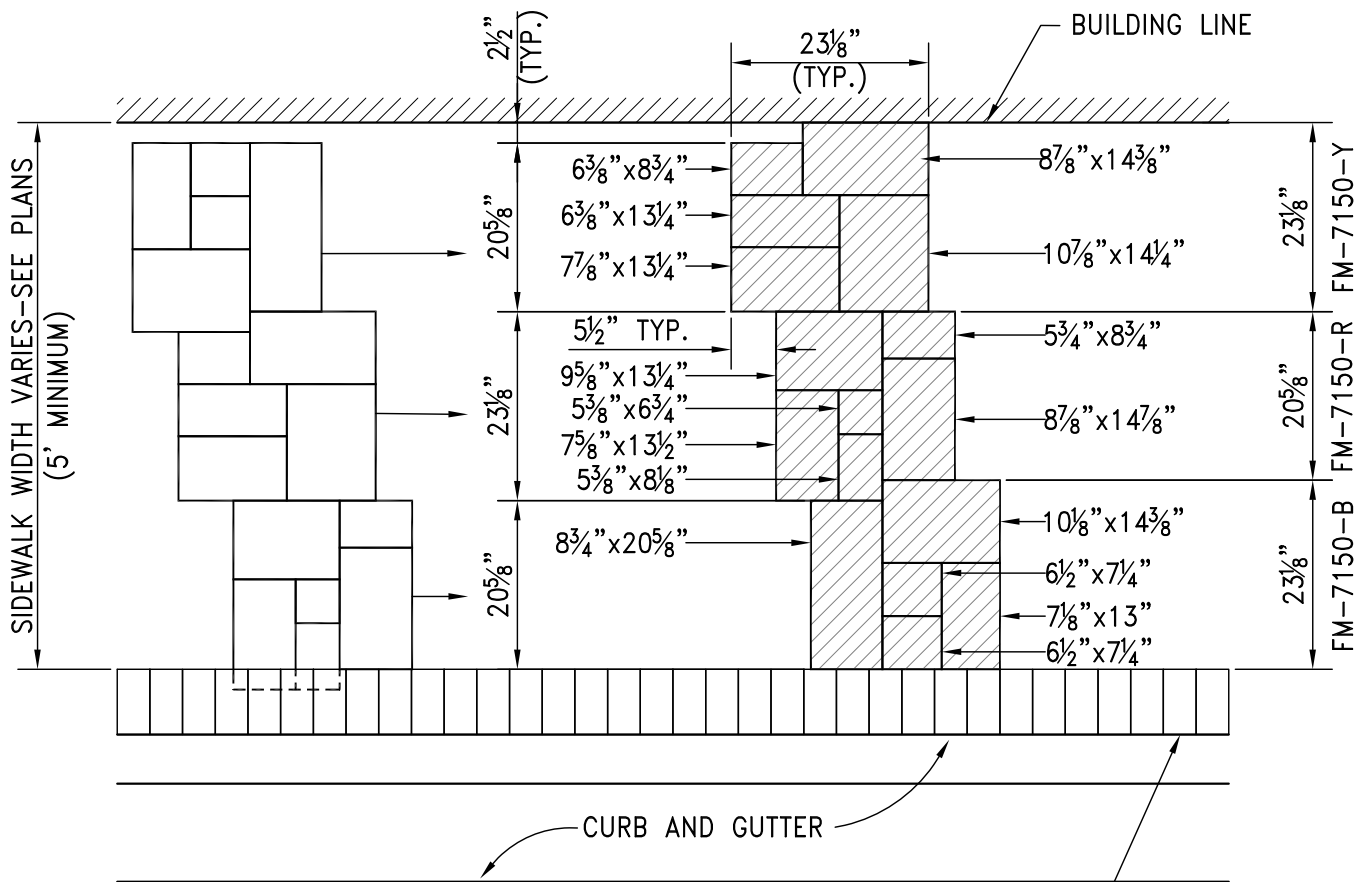 2½”
(TYP.)
23⅛”
(TYP.)
BUILDING LINE
SIDEWALK WIDTH VARIES-SEE PLANS
(5’ MINIMUM)
20⅝”
23⅛”
20⅝”
6⅜”x8¾”
6⅜”x13¼”
7⅞”x13¼”
5½” TYP.
9⅝”x13¼”
5⅜”x6¾”
7⅝”x13½”
5⅜”x8⅛”
8¾”x20⅝”
8⅞”x14⅜”
10⅞”x14¼”
5¾”x8¾”
8⅞”x14⅞”
10⅛”x14⅜”
6½”x7¼”
7⅛”x13”
6½”x7¼”
23⅛”
FM-7150-Y
20⅝”
FM-7150-R
23⅛”
FM-7150-B
CURB AND GUTTER